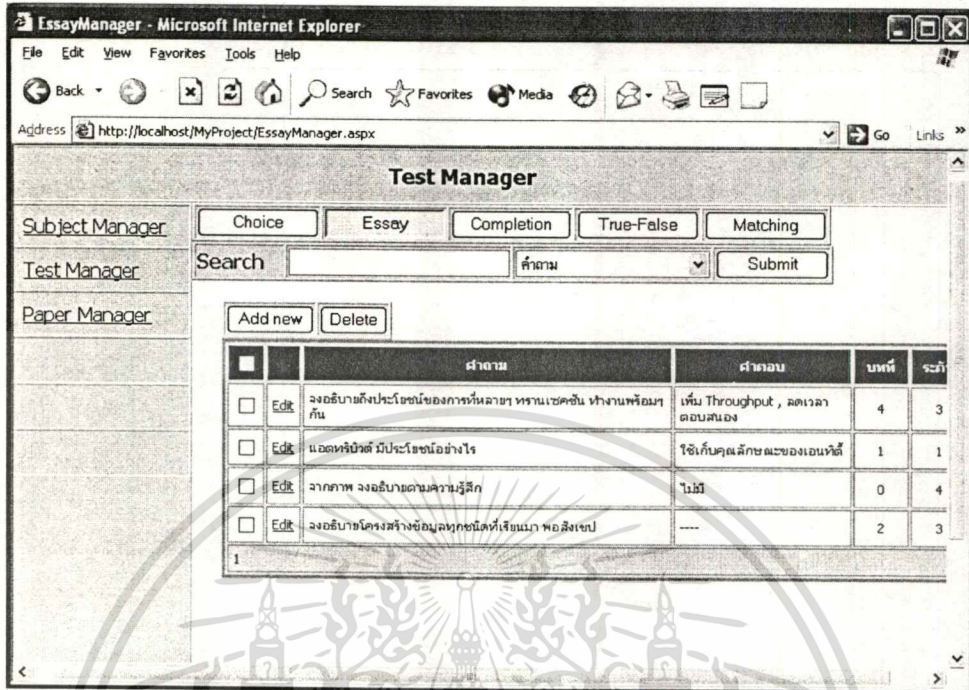 EssayManager - Microsoft Internet Explorer
File Edit View Favorites Tools Help
Back Search Favorites Media
Address http://localhost/MyProject/EssayManager.aspx Go Links »
Test Manager
Subject Manager
Test Manager
Paper Manager
Choice Essay Completion True-False Matching
Search คำถาม Submit
Add new Delete
คำถาม คำตอบ บทที่
Edit จงอธิบายถึงประโยชน์ของการที่หลายๆ ทรานเซคชัน ทำงานพร้อมๆ กัน เพิ่ม Throughput , ลดเวลาตอบสนอง 4 3
Edit แอตทริบิวต์ มีประโยชน์อย่างไร ใช้เก็บคุณลักษณะของเอนทิตี้ 1 1
Edit จากภาพ จงอธิบายตามความรู้สึก ไม่มี 0 4
Edit จงอธิบายโครงสร้างข้อมูลทุกชนิดที่เรียนมา พอสังเขป ---- 2 3
1